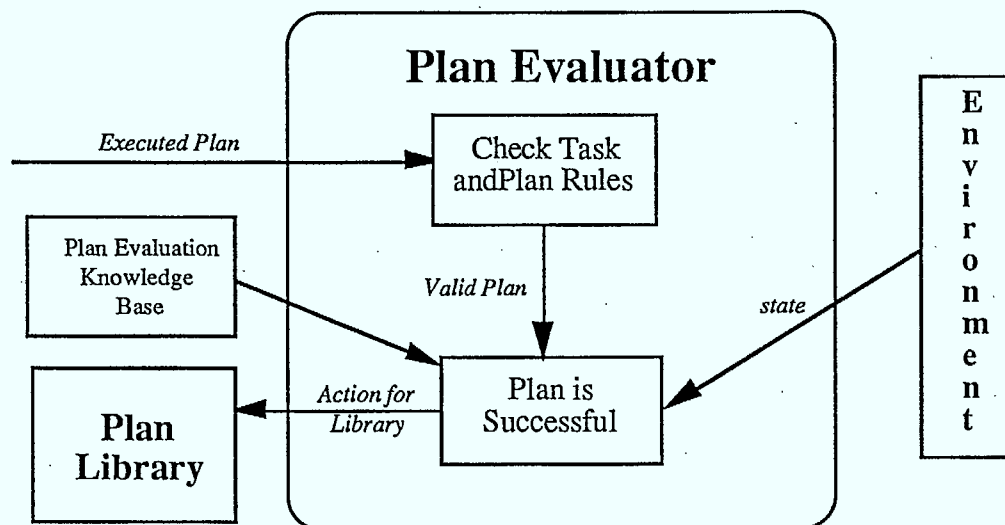 Plan Evaluator
Executed Plan
Check Task
andPlan Rules
Environment
Plan Evaluation
Knowledge
Base
Valid Plan
state
Plan is
Successful
Action for
Library
Plan
Library